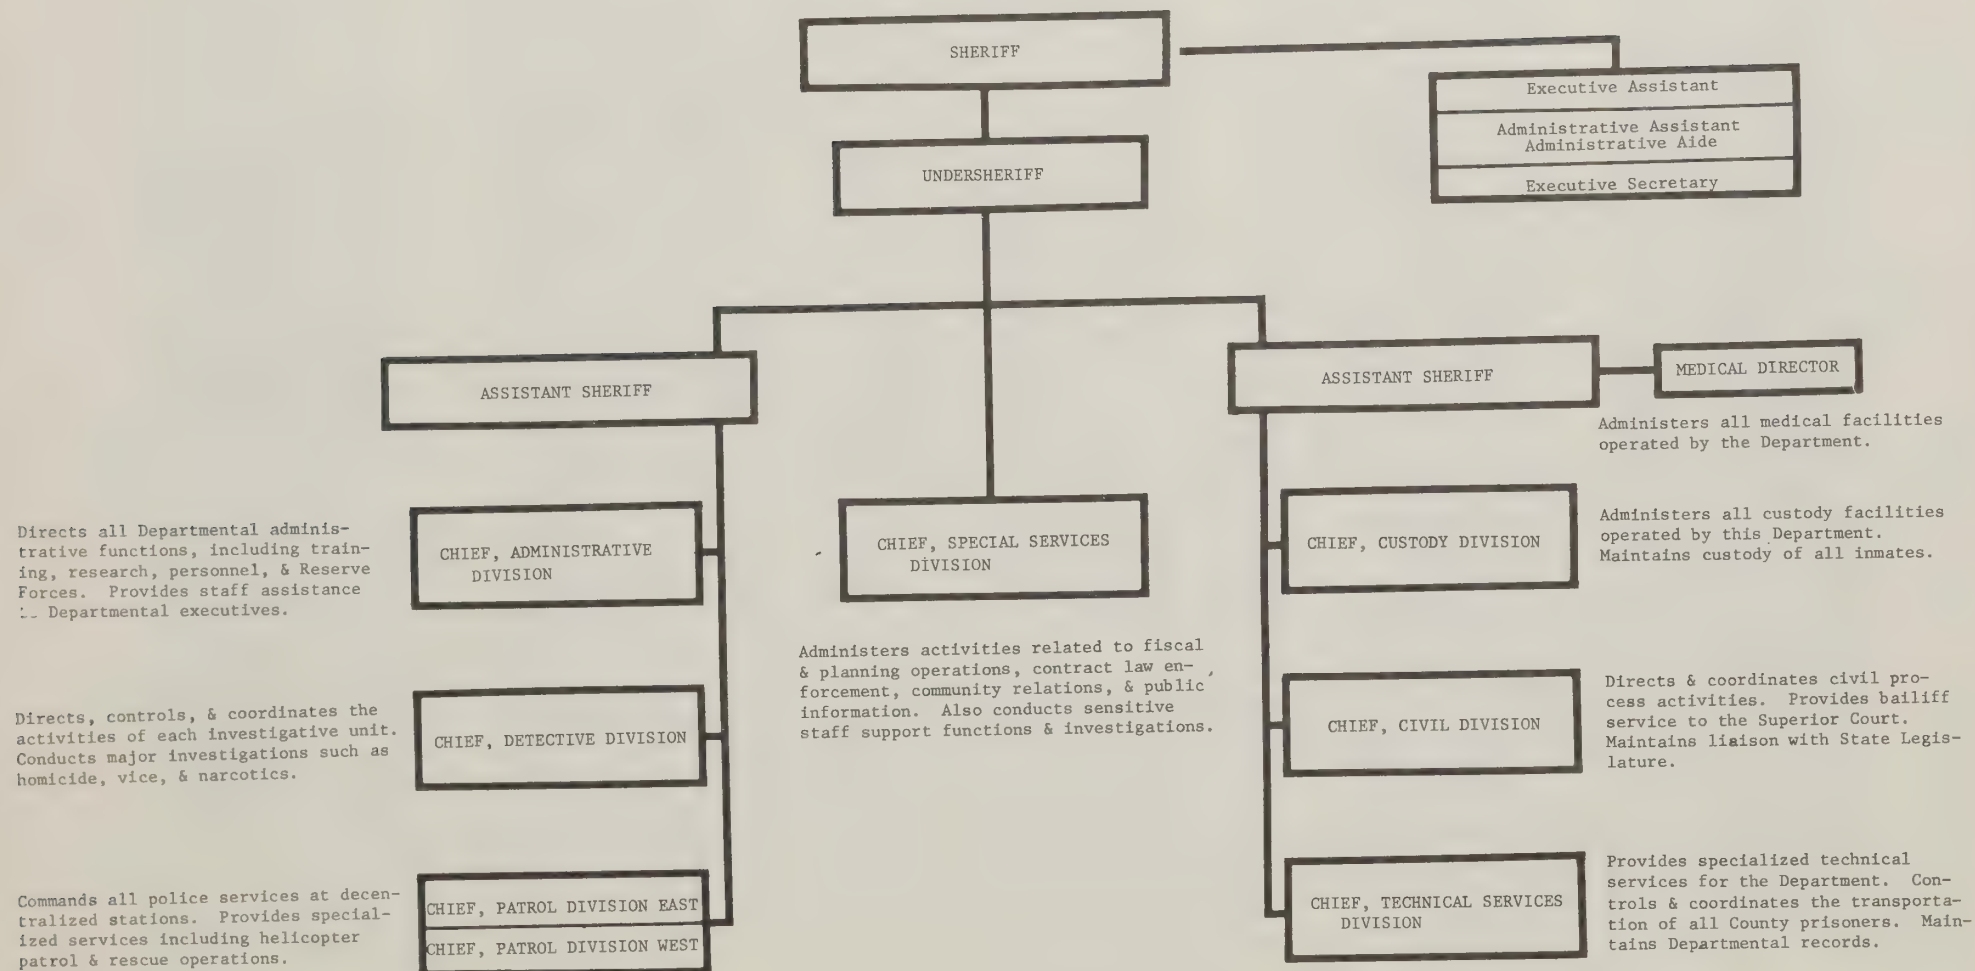 SHERIFF
Executive Assistant
Administrative Assistant
Administrative Aide
Executive Secretary
UNDERSHERIFF
ASSISTANT SHERIFF
Directs all Departmental adminis-
trative functions, including train-
ing, research, personnel, & Reserve
Forces. Provides staff assistance
Departmental executives.
CHIEF, ADMINISTRATIVE
DIVISION
Directs, controls, & coordinates the
activities of each investigative unit.
Conducts major investigations such as
homicide, vice, & narcotics.
CHIEF, DETECTIVE DIVISION
Commands all police services at decen-
tralized stations. Provides special-
ized services including helicopter
patrol & rescue operations.
CHIEF, PATROL DIVISION EAST
CHIEF, PATROL DIVISION WEST
CHIEF, SPECIAL SERVICES
DIVISION
Administers activities related to fiscal
& planning operations, contract law en-
forcement, community relations, & public
information. Also conducts sensitive
staff support functions & investigations.
ASSISTANT SHERIFF
MEDICAL DIRECTOR
Administers all medical facilities
operated by the Department.
CHIEF, CUSTODY DIVISION
Administers all custody facilities
operated by this Department.
Maintains custody of all inmates.
CHIEF, CIVIL DIVISION
Directs & coordinates civil pro-
cess activities. Provides bailiff
service to the Superior Court.
Maintains liaison with State Legis-
lature.
CHIEF, TECHNICAL SERVICES
DIVISION
Provides specialized technical
services for the Department. Con-
trols & coordinates the transporta-
tion of all County prisoners. Main-
tains Departmental records.